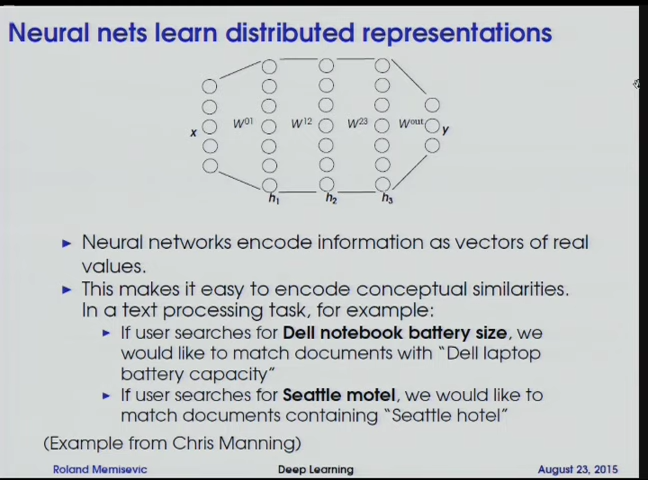 Neural nets learn distributed representations
x W01 W12 W23 Wout y
h1 h2 h3
Neural networks encode information as vectors of real
values.
This makes it easy to encode conceptual similarities.
In a text processing task, for example:
If user searches for Dell notebook battery size, we
would like to match documents with “Dell laptop
battery capacity”
If user searches for Seattle motel, we would like to
match documents containing “Seattle hotel”
(Example from Chris Manning)
Roland Memisevic Deep Learning August 23, 2015